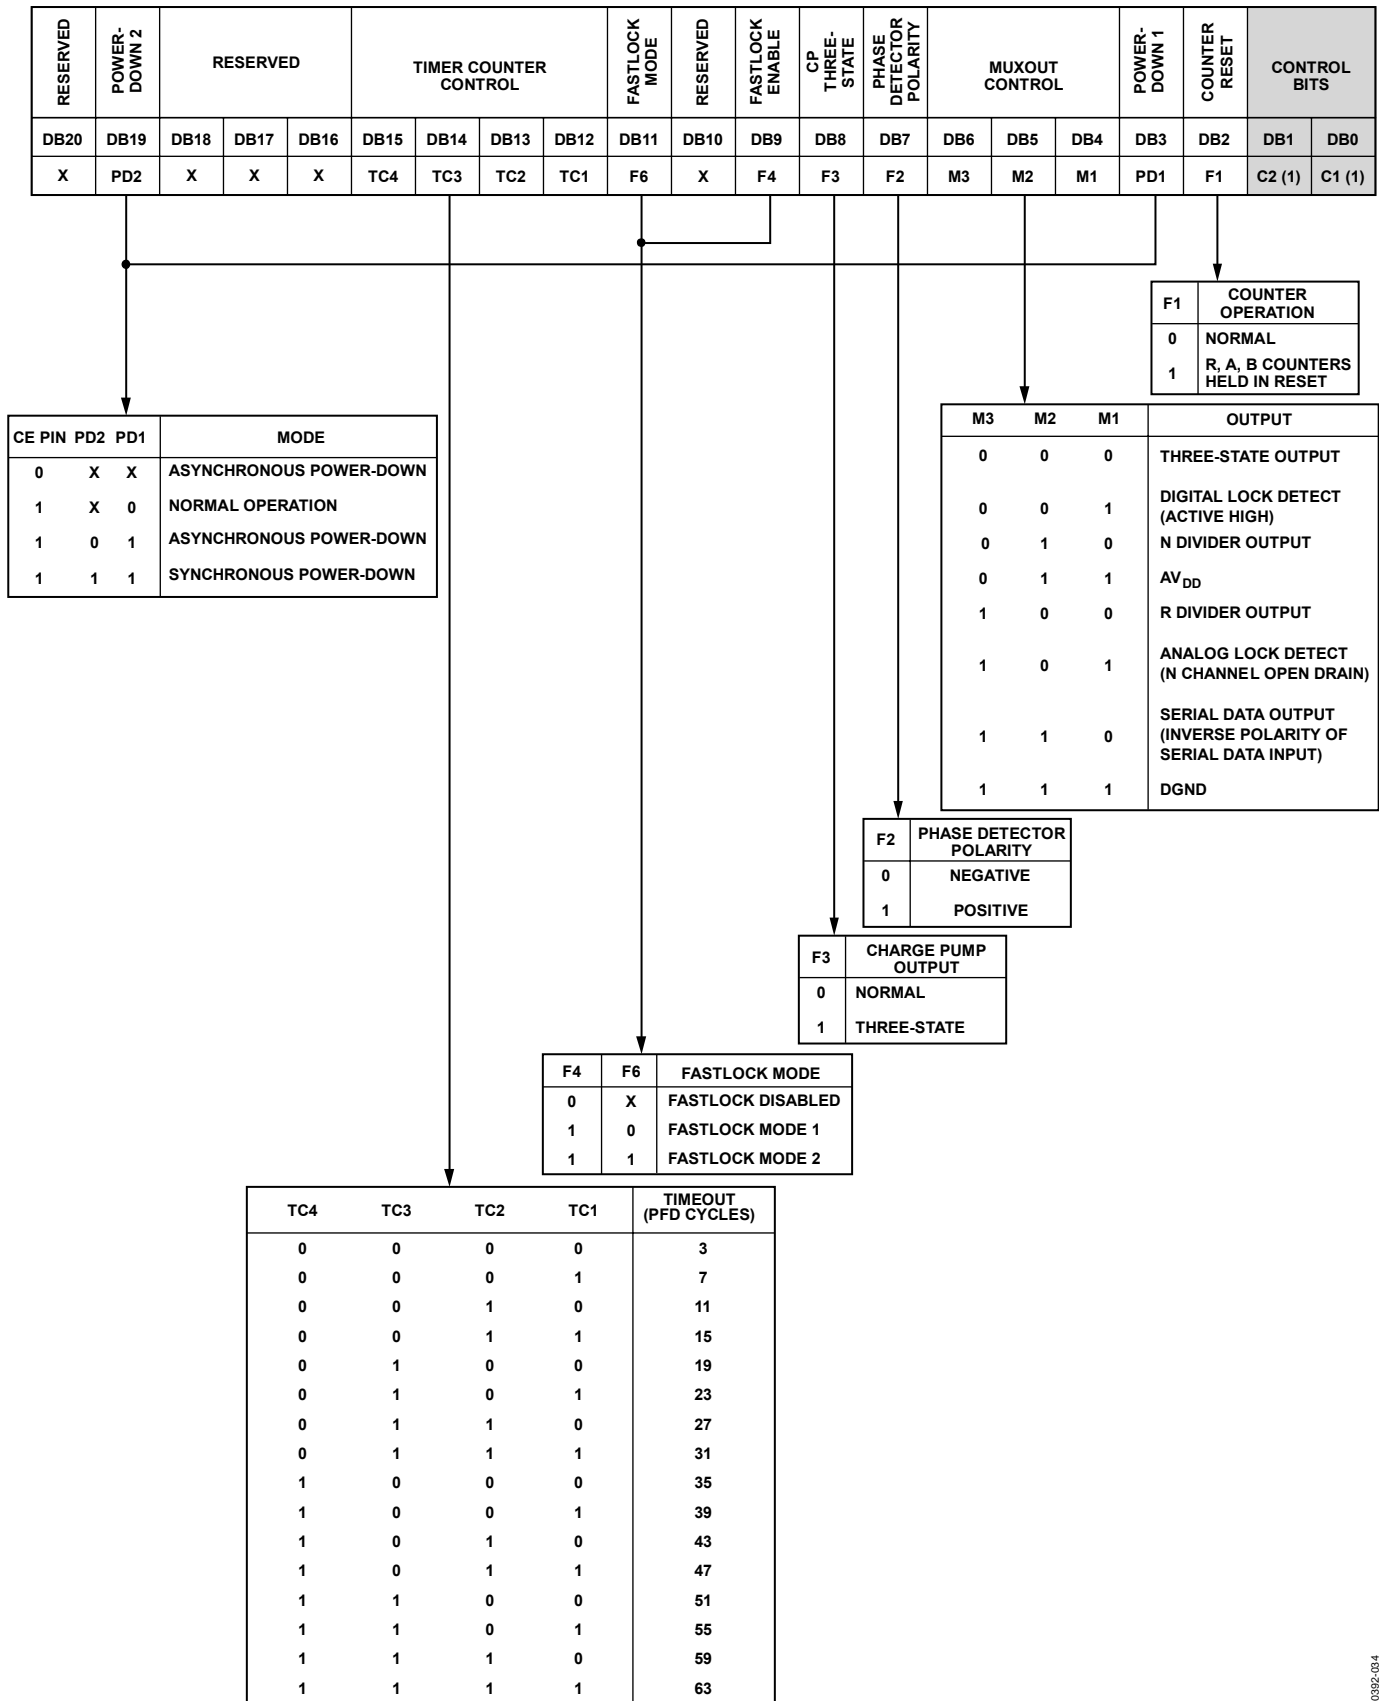 RESERVED
POWER-
DOWN 2
RESERVED
TIMER COUNTER
CONTROL
FASTLOCK
MODE
RESERVED
FASTLOCK
ENABLE
CP
THREE-
STATE
PHASE
DETECTOR
POLARITY
MUXOUT
CONTROL
POWER-
DOWN 1
COUNTER
RESET
CONTROL
BITS
DB20 DB19 DB18 DB17 DB16 DB15 DB14 DB13 DB12 DB11 DB10 DB9 DB8 DB7 DB6 DB5 DB4 DB3 DB2 DB1 DB0
X PD2 X X X TC4 TC3 TC2 TC1 F6 X F4 F3 F2 M3 M2 M1 PD1 F1 C2 (1) C1 (1)
F1 COUNTER
OPERATION
0 NORMAL
1 R, A, B COUNTERS
HELD IN RESET
CE PIN PD2 PD1 MODE
0 X X ASYNCHRONOUS POWER-DOWN
1 X 0 NORMAL OPERATION
1 0 1 ASYNCHRONOUS POWER-DOWN
1 1 1 SYNCHRONOUS POWER-DOWN
M3 M2 M1 OUTPUT
0 0 0 THREE-STATE OUTPUT
0 0 1 DIGITAL LOCK DETECT
(ACTIVE HIGH)
0 1 0 N DIVIDER OUTPUT
0 1 1 AVDD
1 0 0 R DIVIDER OUTPUT
1 0 1 ANALOG LOCK DETECT
(N CHANNEL OPEN DRAIN)
1 1 0 SERIAL DATA OUTPUT
(INVERSE POLARITY OF
SERIAL DATA INPUT)
1 1 1 DGND
F2 PHASE DETECTOR
POLARITY
0 NEGATIVE
1 POSITIVE
F3 CHARGE PUMP
OUTPUT
0 NORMAL
1 THREE-STATE
F4 F6 FASTLOCK MODE
0 X FASTLOCK DISABLED
1 0 FASTLOCK MODE 1
1 1 FASTLOCK MODE 2
TC4 TC3 TC2 TC1 TIMEOUT
(PFD CYCLES)
0 0 0 0 3
0 0 0 1 7
0 0 1 0 11
0 0 1 1 15
0 1 0 0 19
0 1 0 1 23
0 1 1 0 27
0 1 1 1 31
1 0 0 0 35
1 0 0 1 39
1 0 1 0 43
1 0 1 1 47
1 1 0 0 51
1 1 0 1 55
1 1 1 0 59
1 1 1 1 63
0392-034